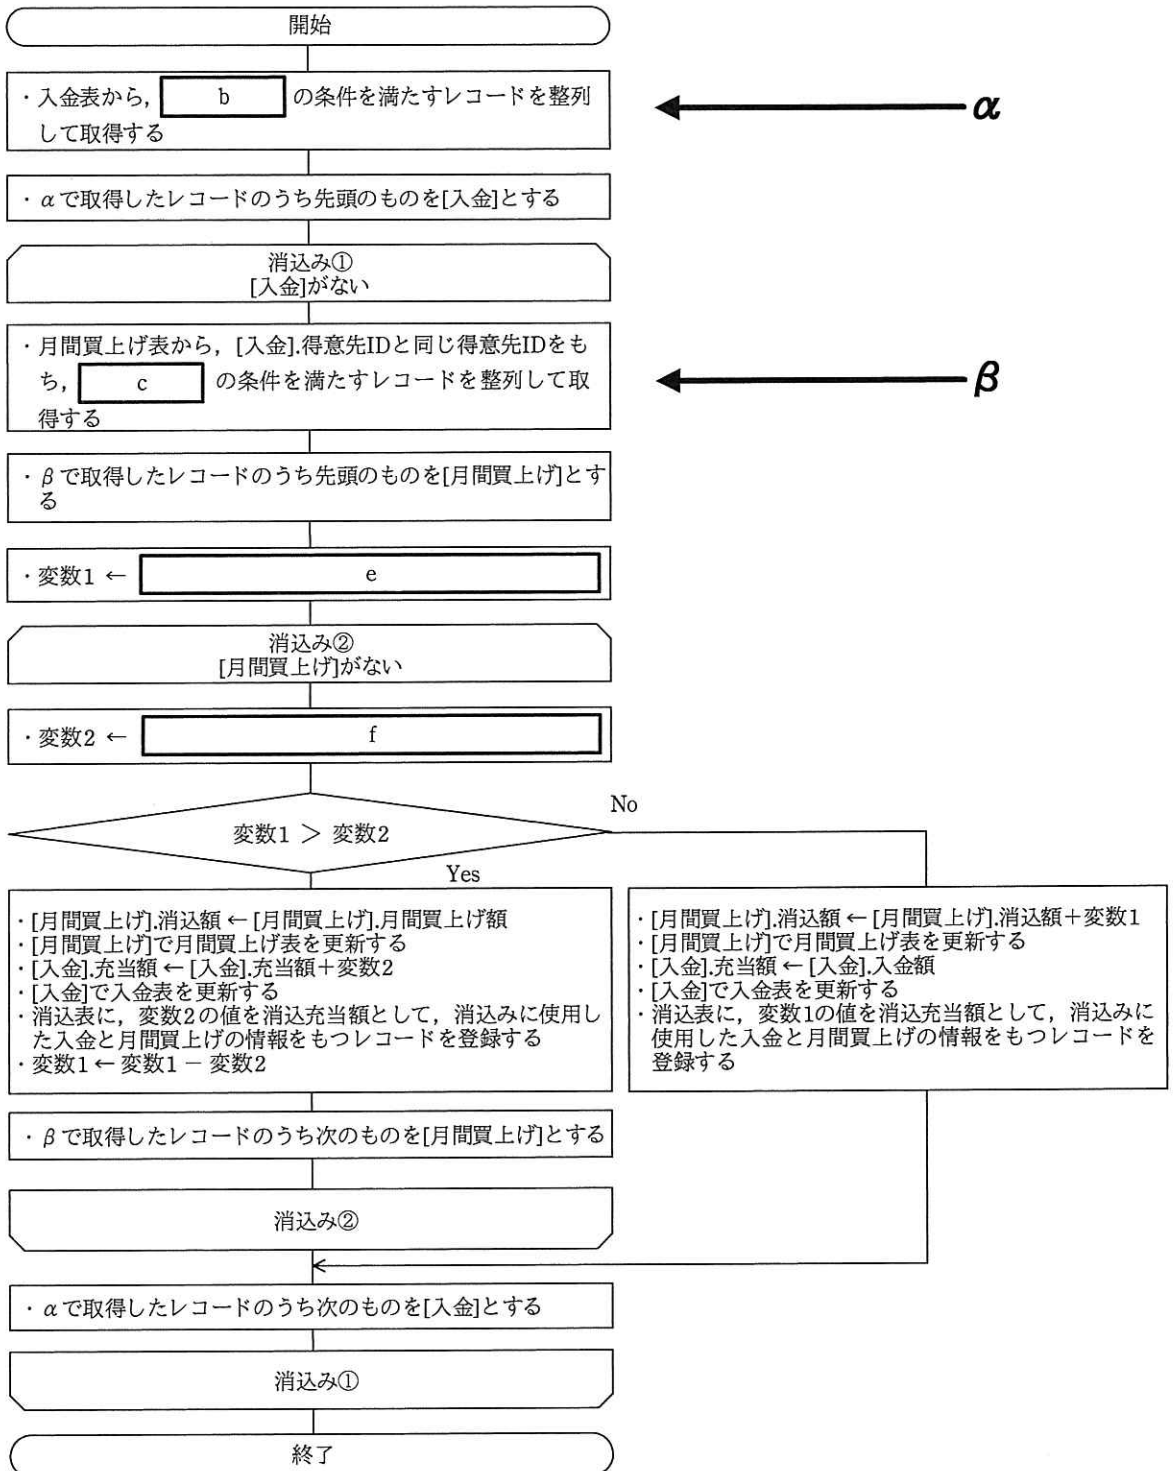 開始
・入金表から， b の条件を満たすレコードを整列
して取得する
α
・αで取得したレコードのうち先頭のものを[入金]とする
消込み①
[入金]がない
・月間買上げ表から，[入金].得意先IDと同じ得意先IDをも
ち， c の条件を満たすレコードを整列して取
得する
β
・βで取得したレコードのうち先頭のものを[月間買上げ]とす
る
・変数1 ← e
消込み②
[月間買上げ]がない
・変数2 ← f
変数1 ＞ 変数2
No
Yes
・[月間買上げ].消込額 ← [月間買上げ].月間買上げ額
・[月間買上げ]で月間買上げ表を更新する
・[入金].充当額 ← [入金].充当額＋変数2
・[入金]で入金表を更新する
・消込表に，変数2の値を消込充当額として，消込みに使用し
た入金と月間買上げの情報をもつレコードを登録する
・変数1 ← 変数1 － 変数2
・[月間買上げ].消込額 ← [月間買上げ].消込額＋変数1
・[月間買上げ]で月間買上げ表を更新する
・[入金].充当額 ← [入金].入金額
・[入金]で入金表を更新する
・消込表に，変数1の値を消込充当額として，消込みに
使用した入金と月間買上げの情報をもつレコードを
登録する
・βで取得したレコードのうち次のものを[月間買上げ]とする
消込み②
・αで取得したレコードのうち次のものを[入金]とする
消込み①
終了